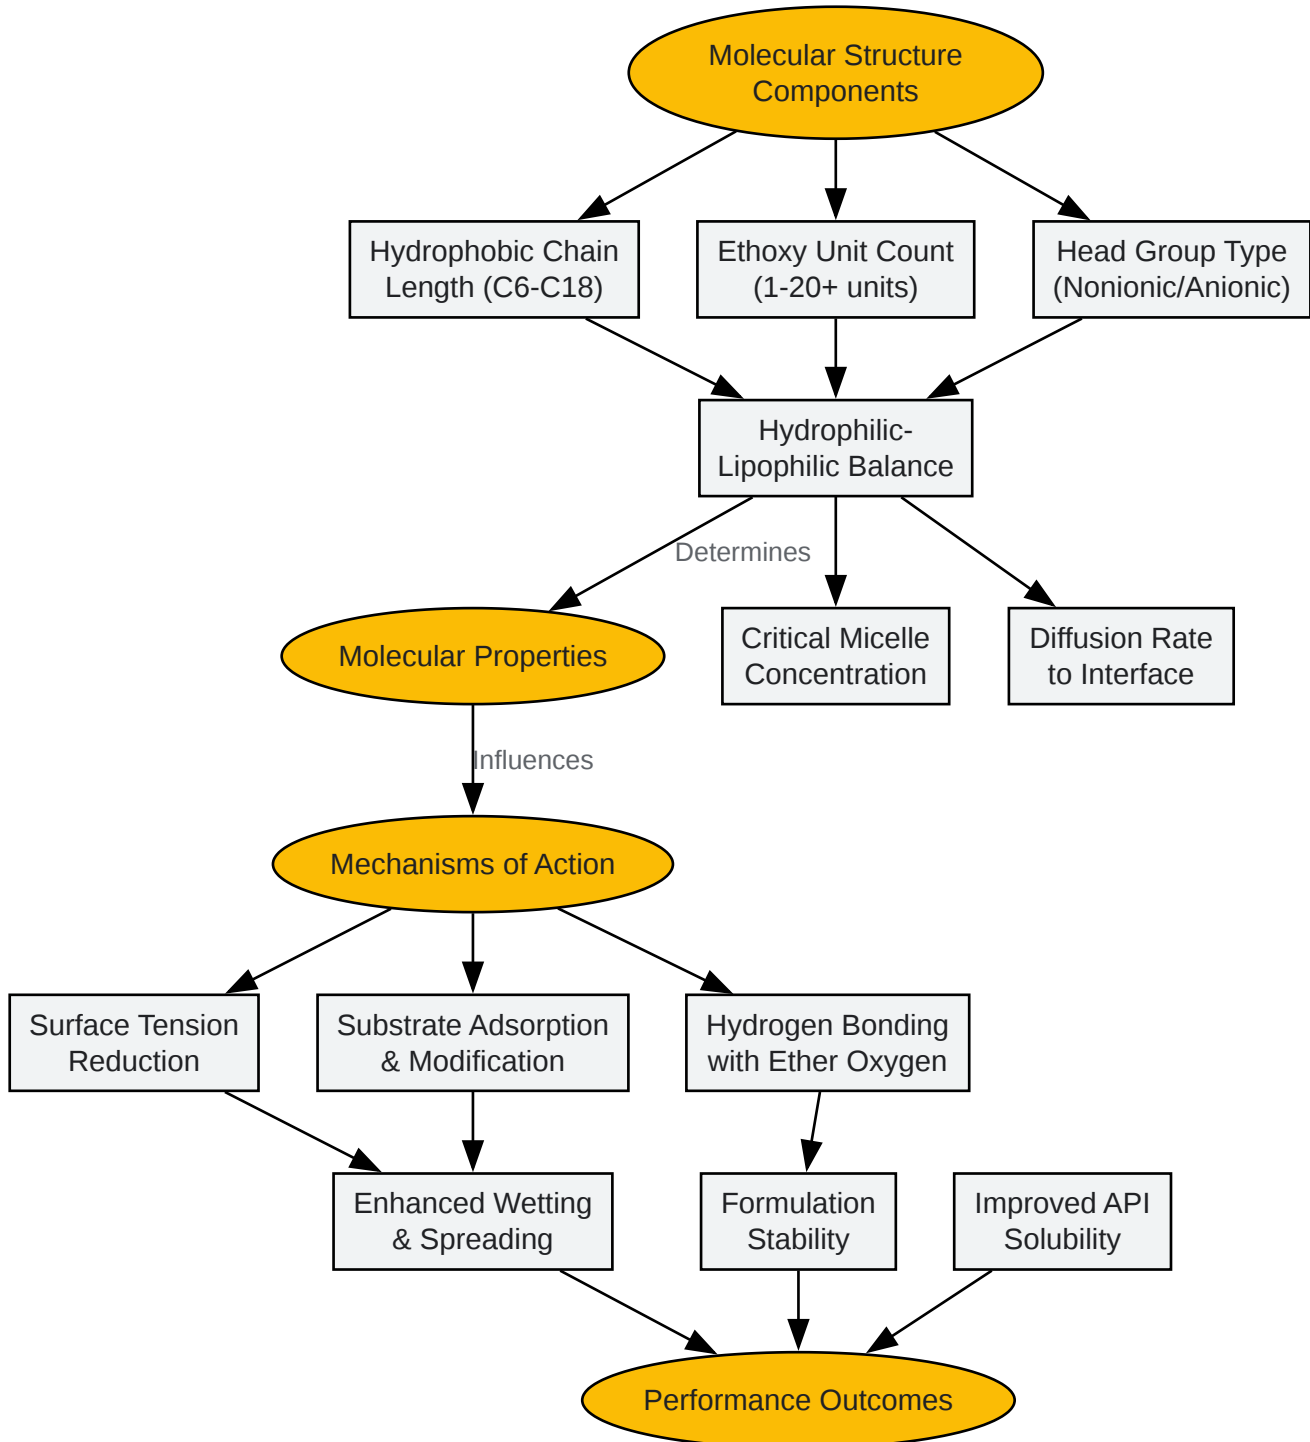 Molecular Structure
Components
Hydrophobic Chain
Length (C6-C18)
Ethoxy Unit Count
(1-20+ units)
Head Group Type
(Nonionic/Anionic)
Hydrophilic-
Lipophilic Balance
Determines
Molecular Properties
Critical Micelle
Concentration
Diffusion Rate
to Interface
Influences
Mechanisms of Action
Surface Tension
Reduction
Substrate Adsorption
& Modification
Hydrogen Bonding
with Ether Oxygen
Enhanced Wetting
& Spreading
Formulation
Stability
Improved API
Solubility
Performance Outcomes